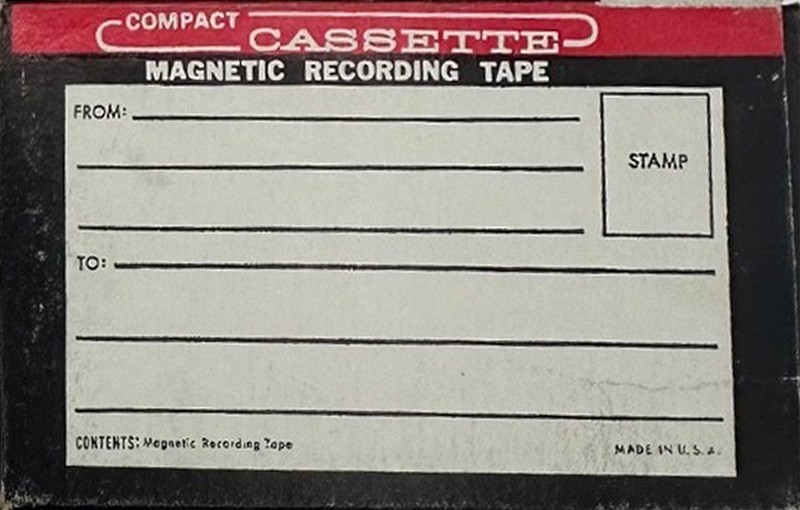 COMPACT CASSETTE
MAGNETIC RECORDING TAPE
FROM:
STAMP
TO:
CONTENTS: Magnetic Recording Tape
MADE IN U.S.A.